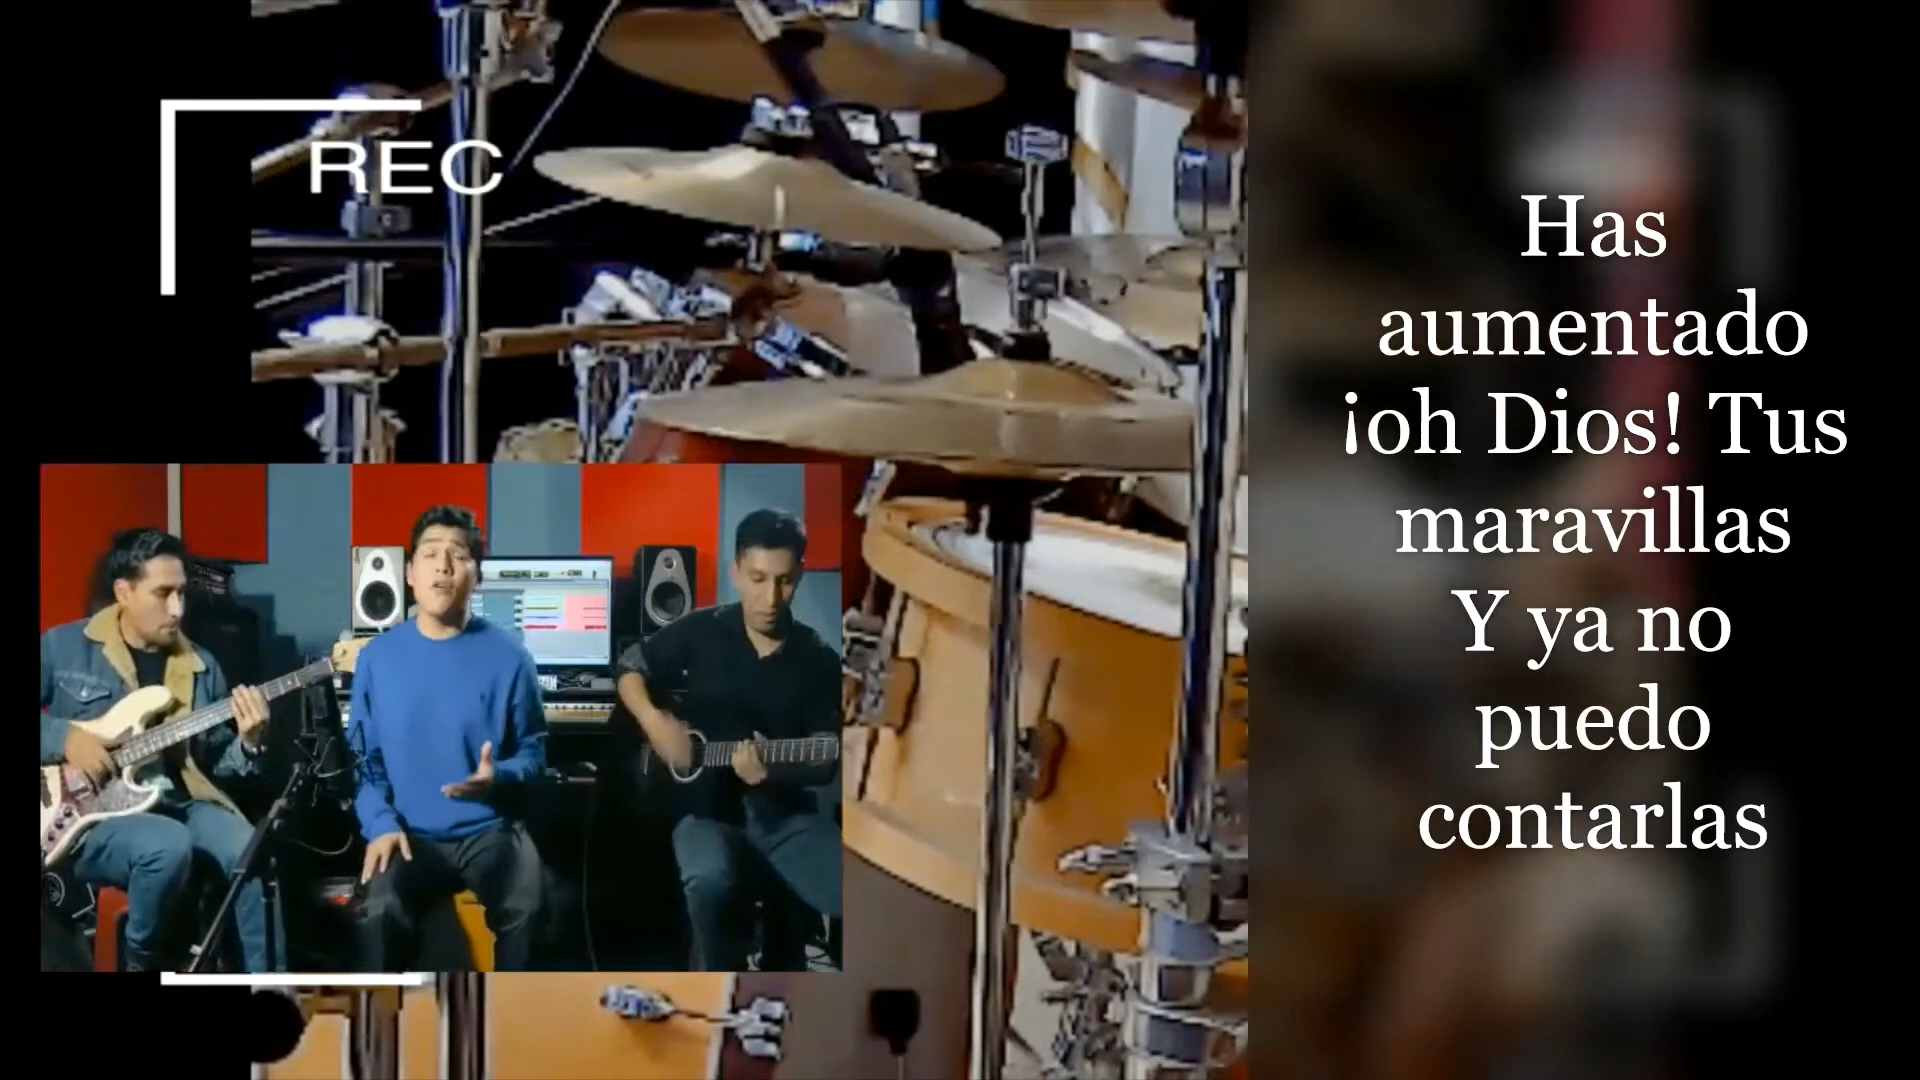 REC
Has
aumentado
¡oh Dios! Tus
maravillas
Y ya no
puedo
contarlas